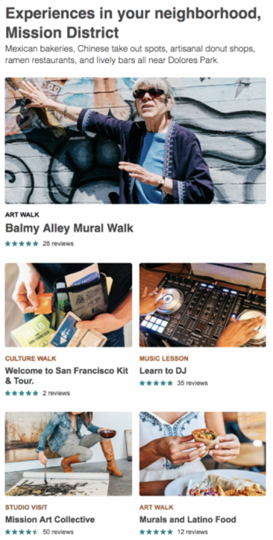 Experiences in your neighborhood,
Mission District
Mexican bakeries, Chinese take out spots, artisanal donut shops,
ramen restaurants, and lively bars all near Dolores Park.
ART WALK
Balmy Alley Mural Walk
28 reviews
CULTURE WALK
Welcome to San Francisco Kit
& Tour.
2 reviews
MUSIC LESSON
Learn to DJ
35 reviews
STUDIO VISIT
Mission Art Collective
50 reviews
ART WALK
Murals and Latino Food
12 reviews